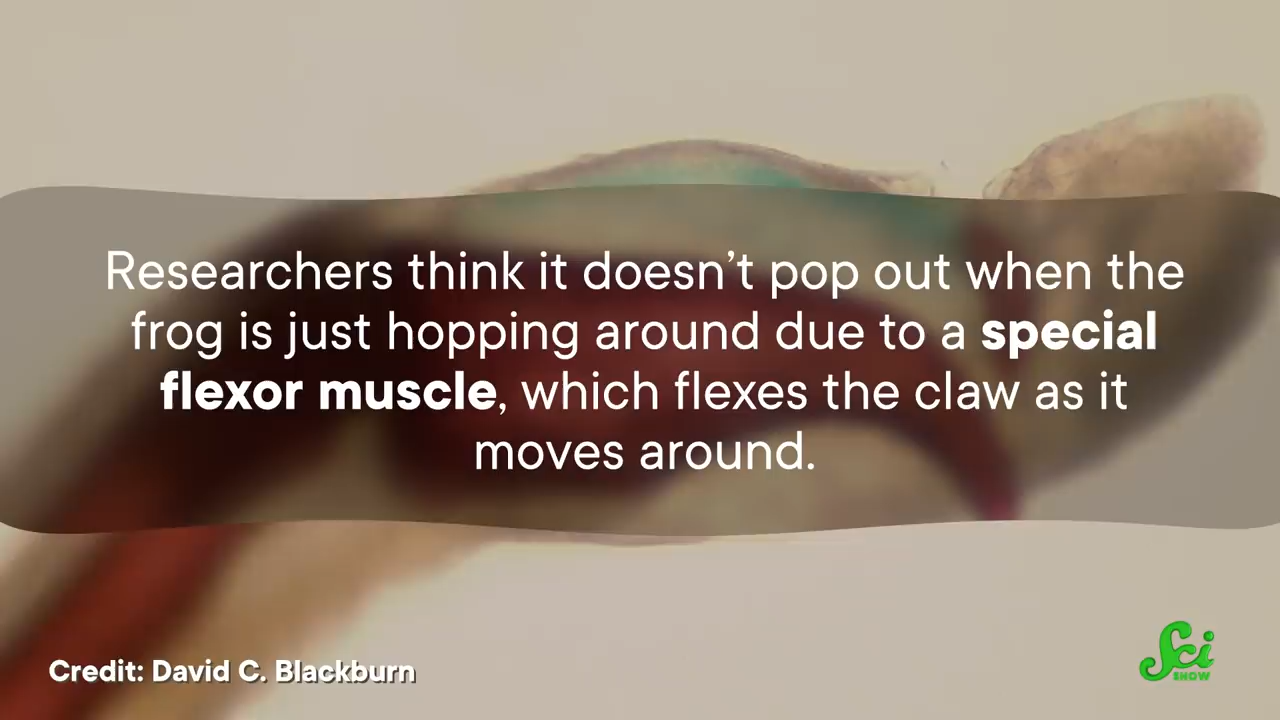 Researchers think it doesn’t pop out when the
frog is just hopping around due to a special
flexor muscle, which flexes the claw as it
moves around.
Credit: David C. Blackburn
Sci
SHOW